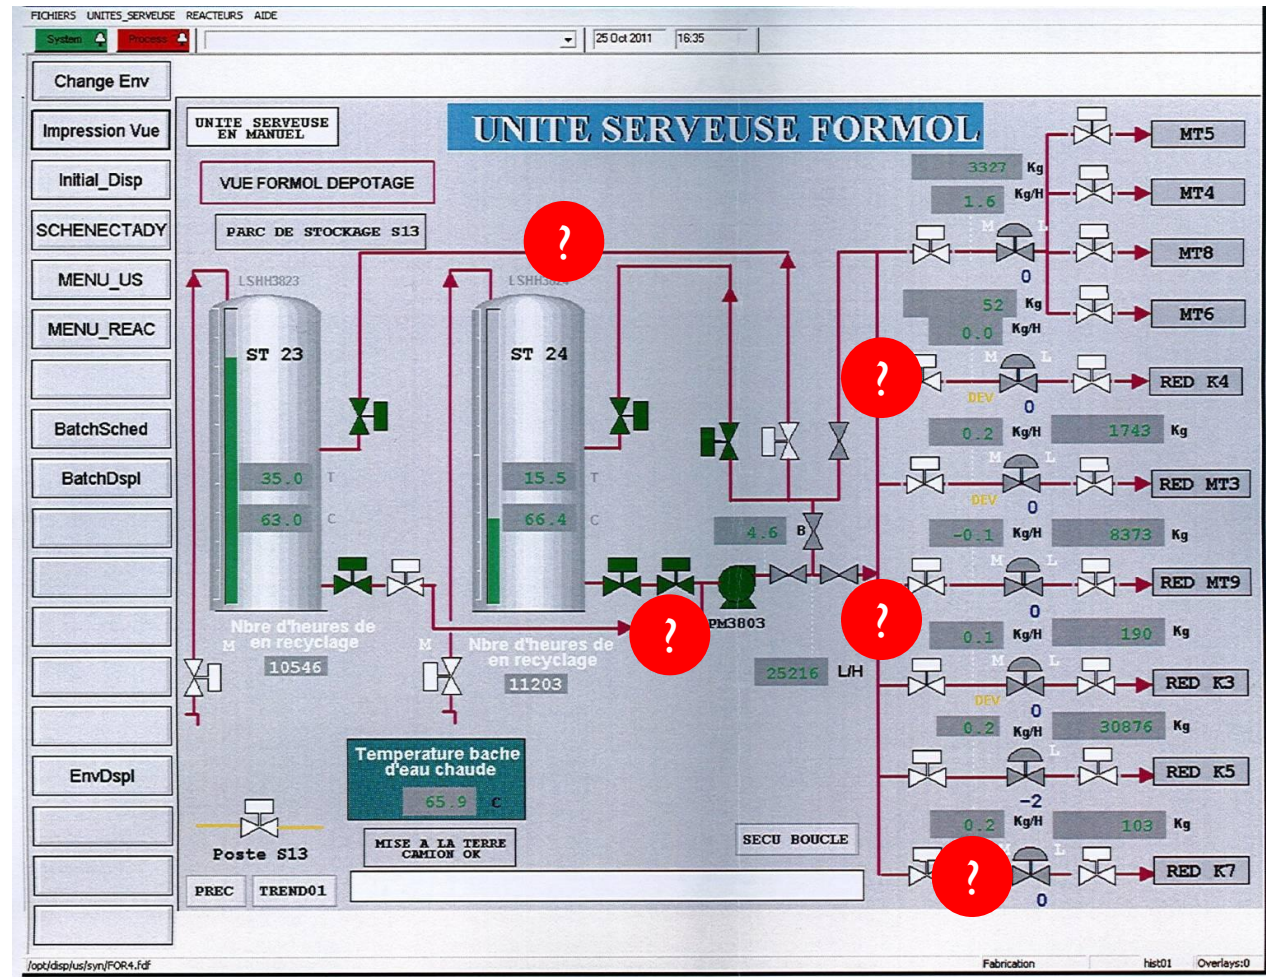 FICHIERS UNITES_SERVEUSE REACTEURS AIDE
System Process 25 Oct 2011 16:35
Change Env
Impression Vue
Initial_Disp
SCHENECTADY
MENU_US
MENU_REAC
BatchSched
BatchDspl
EnvDspl
UNITE SERVEUSE
EN MANUEL
UNITE SERVEUSE FORMOL
VUE FORMOL DEPOTAGE
PARC DE STOCKAGE S13
?
LSHH3823
ST 23
35.0 T
63.0 C
Nbre d'heures de
en recyclage
M
10546
ST 24
15.5 T
66.4 C
Nbre d'heures de
en recyclage
M
11203
?
4.6 B
PM3803
25216 L/H
Temperature bache
d'eau chaude
65.9 C
MISE A LA TERRE
CAMION OK
SECU BOUCLE
Poste S13
PREC TREND01
MT5
3327 Kg
1.6 Kg/H
MT4
M L
MT8
0
52 Kg
0.0 Kg/H
MT6
?
M L
RED K4
DEV
0
0.2 Kg/H 1743 Kg
M L
RED MT3
DEV
0
-0.1 Kg/H 8373 Kg
M L
RED MT9
?
0
0.1 Kg/H 190 Kg
M L
RED K3
DEV
0
0.2 Kg/H 30876 Kg
L
RED K5
-2
0.2 Kg/H 103 Kg
?
L
RED K7
0
/opt/disp/us/syn/FOR4.fdf Fabrication hist01 Overlays:0